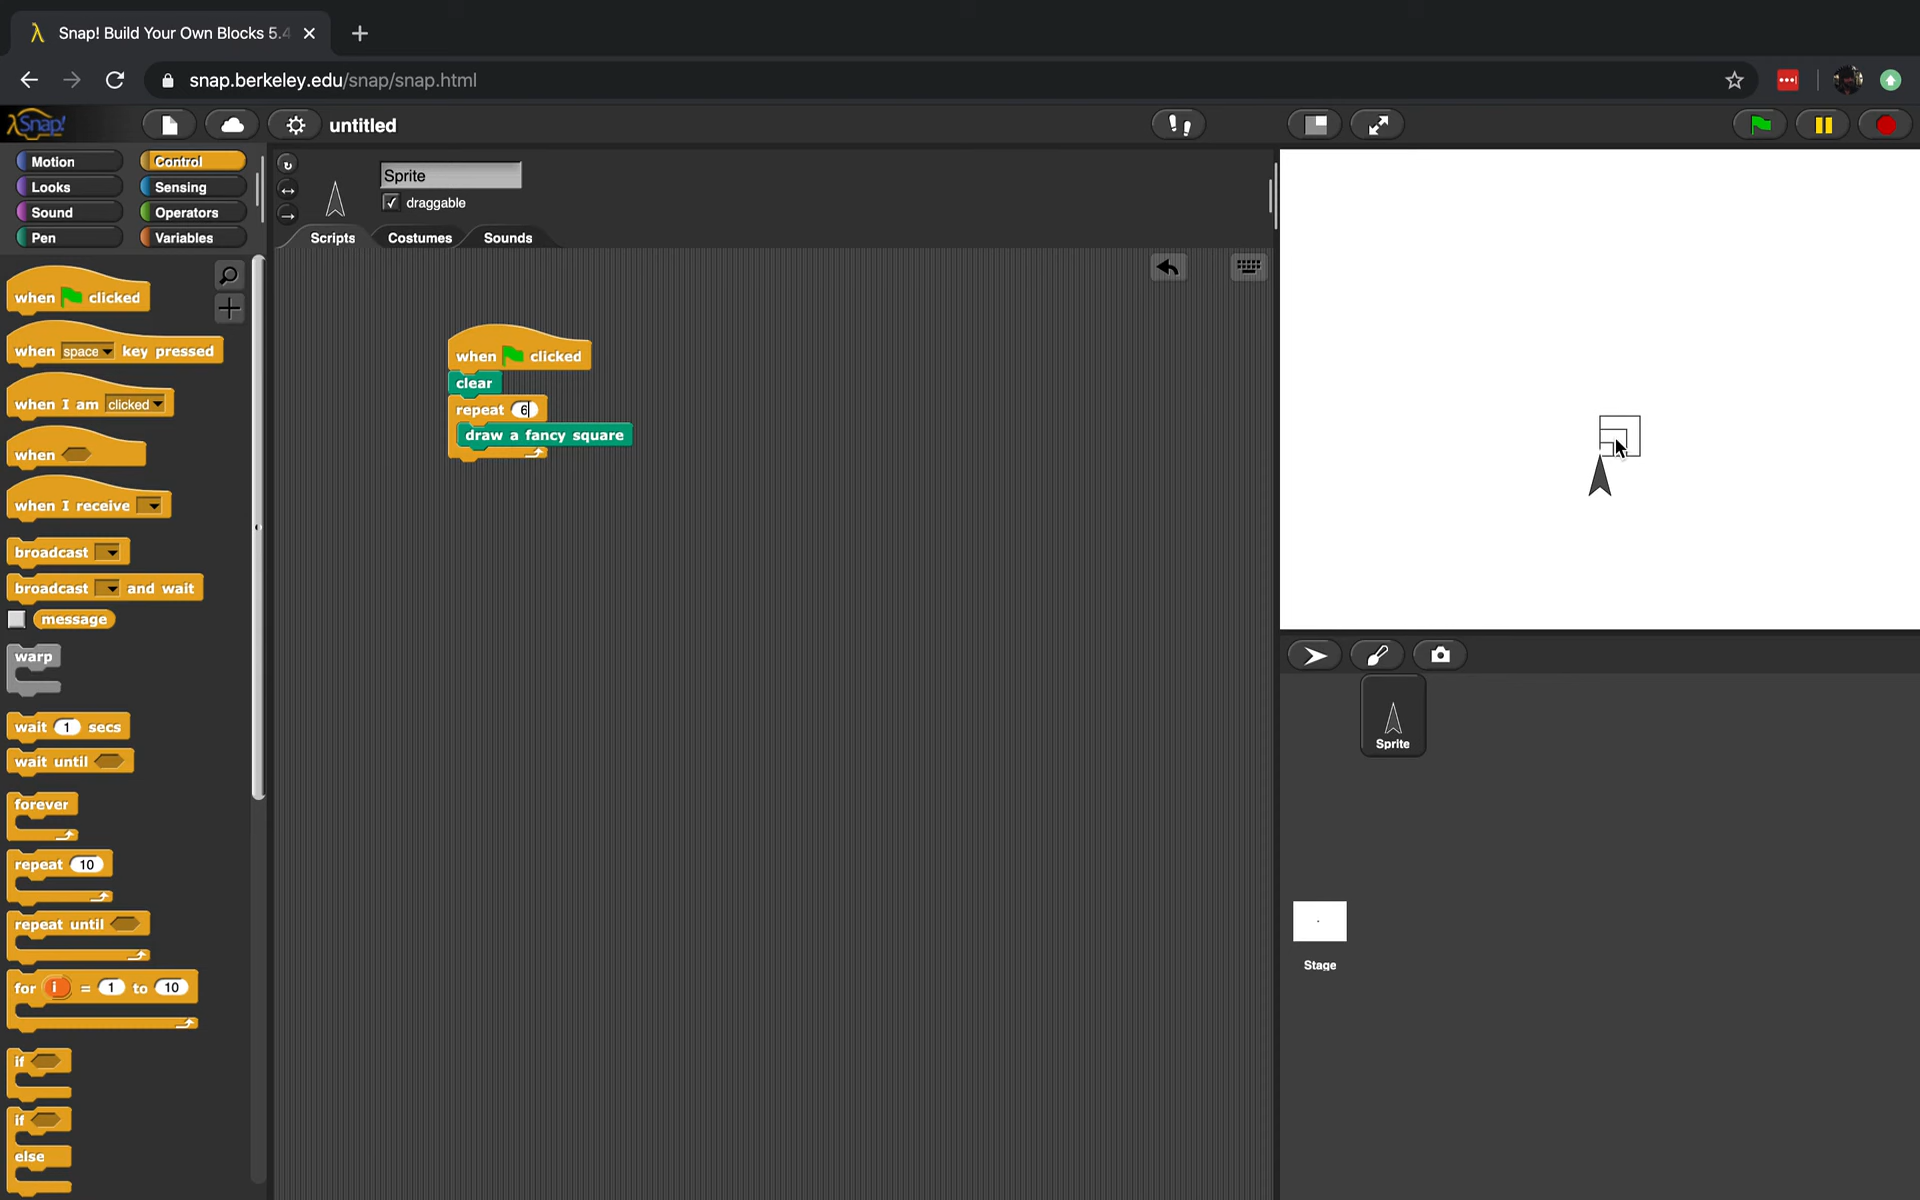 Snap! Build Your Own Blocks 5.4
snap.berkeley.edu/snap/snap.html
Snap!
untitled
Motion
Control
Looks
Sensing
Sound
Operators
Pen
Variables
Sprite
draggable
Scripts
Costumes
Sounds
when clicked
when space key pressed
when I am clicked
when
when I receive
broadcast
broadcast and wait
message
warp
wait 1 secs
wait until
forever
repeat 10
repeat until
for i = 1 to 10
if
if
else
when clicked
clear
repeat 6
draw a fancy square
Sprite
Stage